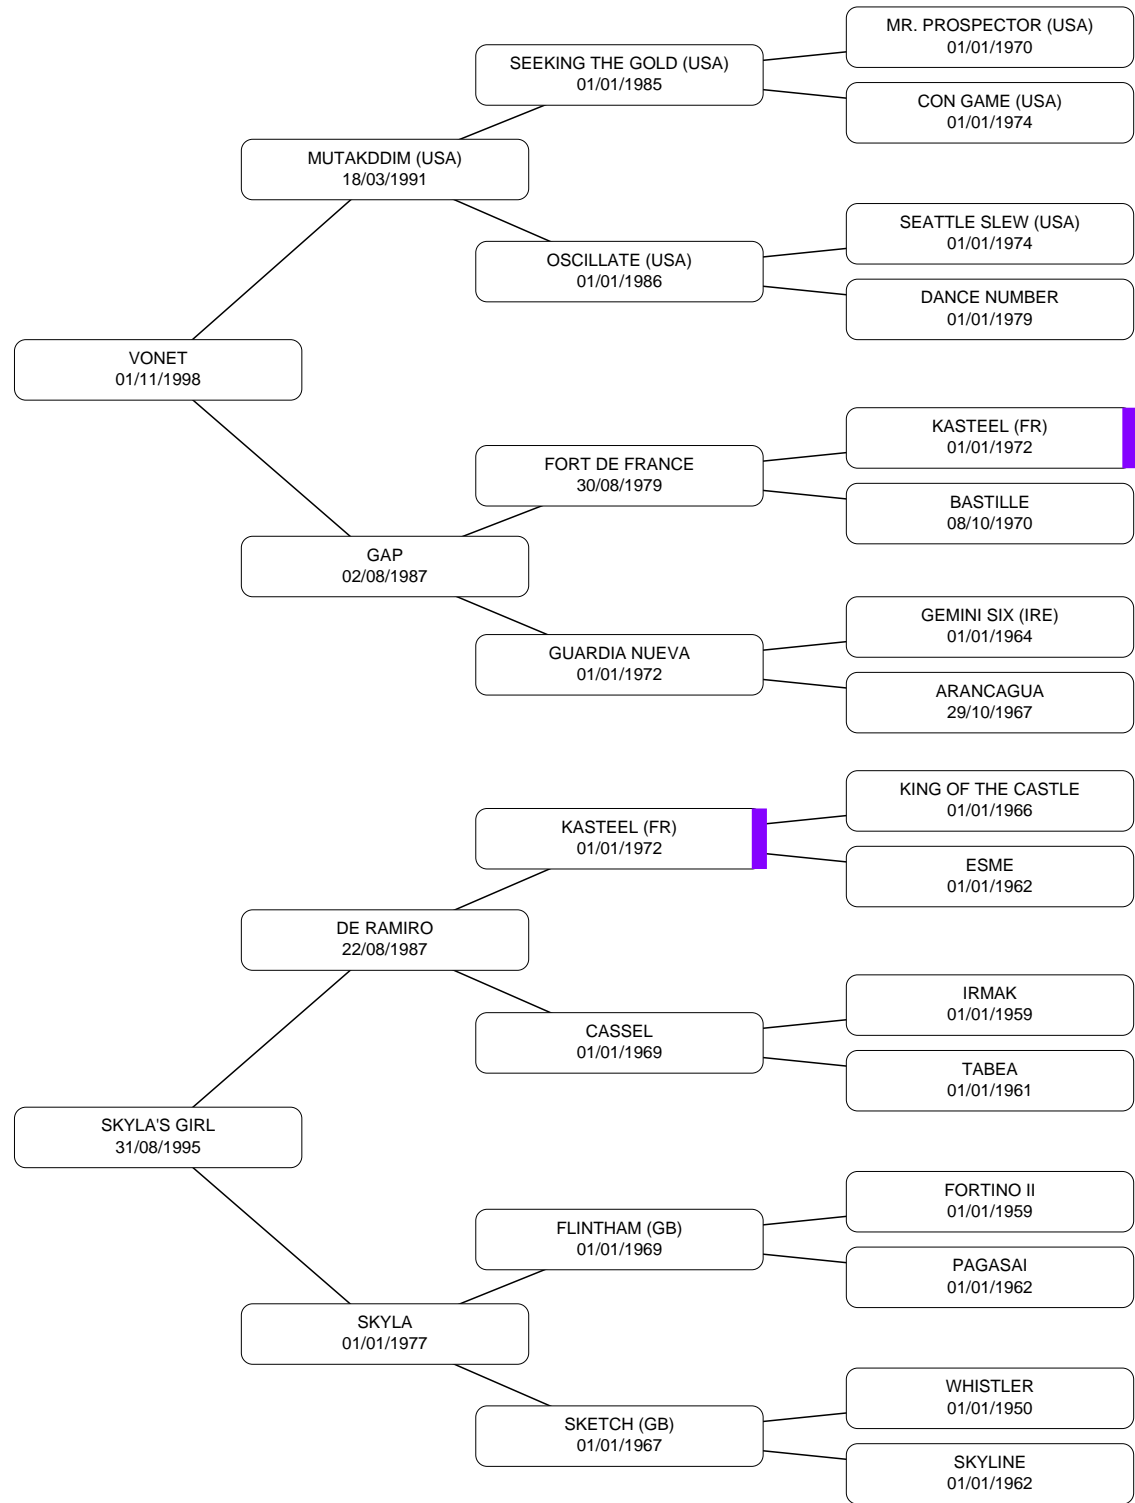 MR. PROSPECTOR (USA)
01/01/1970
SEEKING THE GOLD (USA)
01/01/1985
CON GAME (USA)
01/01/1974
MUTAKDDIM (USA)
18/03/1991
SEATTLE SLEW (USA)
01/01/1974
OSCILLATE (USA)
01/01/1986
DANCE NUMBER
01/01/1979
VONET
01/11/1998
KASTEEL (FR)
01/01/1972
FORT DE FRANCE
30/08/1979
BASTILLE
08/10/1970
GAP
02/08/1987
GEMINI SIX (IRE)
01/01/1964
GUARDIA NUEVA
01/01/1972
ARANCAGUA
29/10/1967
KING OF THE CASTLE
01/01/1966
KASTEEL (FR)
01/01/1972
ESME
01/01/1962
DE RAMIRO
22/08/1987
IRMAK
01/01/1959
CASSEL
01/01/1969
TABEA
01/01/1961
SKYLA'S GIRL
31/08/1995
FORTINO II
01/01/1959
FLINTHAM (GB)
01/01/1969
PAGASAI
01/01/1962
SKYLA
01/01/1977
WHISTLER
01/01/1950
SKETCH (GB)
01/01/1967
SKYLINE
01/01/1962